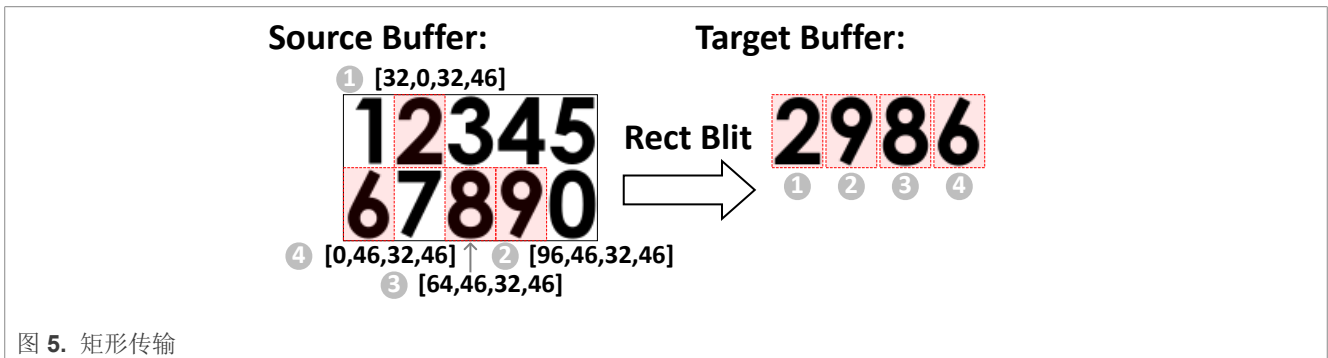 Source Buffer: Target Buffer:
1 [32,0,32,46]
12345 Rect Blit 2986
67890 1 2 3 4
4 [0,46,32,46] 2 [96,46,32,46]
3 [64,46,32,46]
图 5. 矩形传输